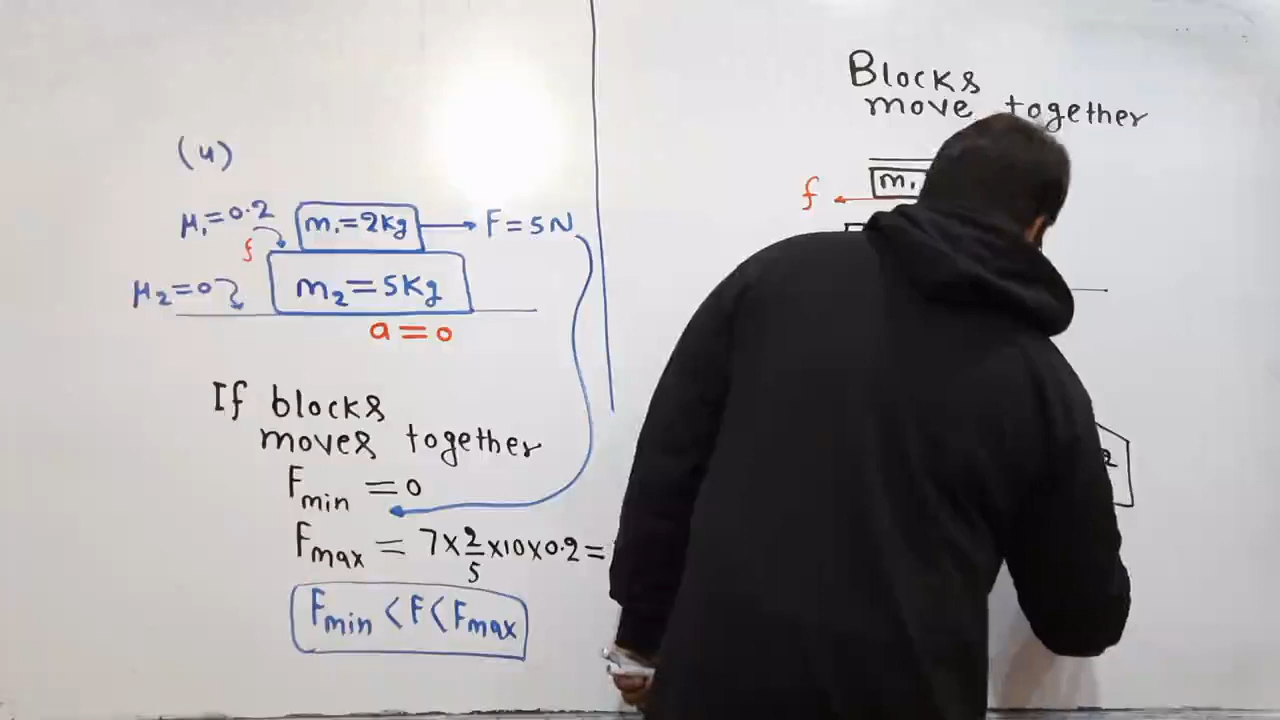 (4)
μ₁=0.2
m₁=2Kg
F=5N
f
μ₂=0
m₂=5Kg
a=0
If blocks
moves together
Fmin =0
Fmax = 7×2/5×10×0.2=
Fmin <F<Fmax
Blocks
move together
f
m₁
2